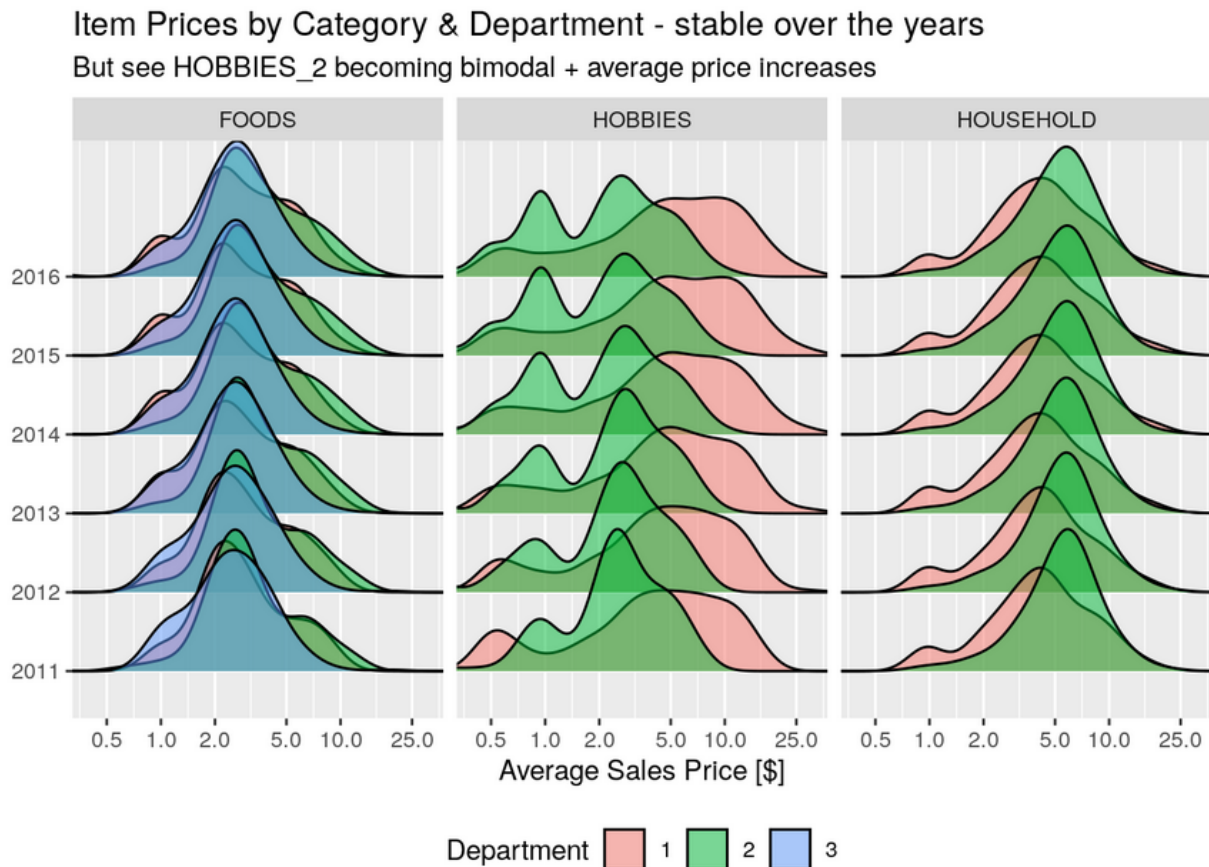 Item Prices by Category & Department - stable over the years
But see HOBBIES_2 becoming bimodal + average price increases
FOODS HOBBIES HOUSEHOLD
2016
2015
2014
2013
2012
2011
0.5 1.0 2.0 5.0 10.0 25.0 0.5 1.0 2.0 5.0 10.0 25.0 0.5 1.0 2.0 5.0 10.0 25.0
Average Sales Price [$]
Department 1 2 3